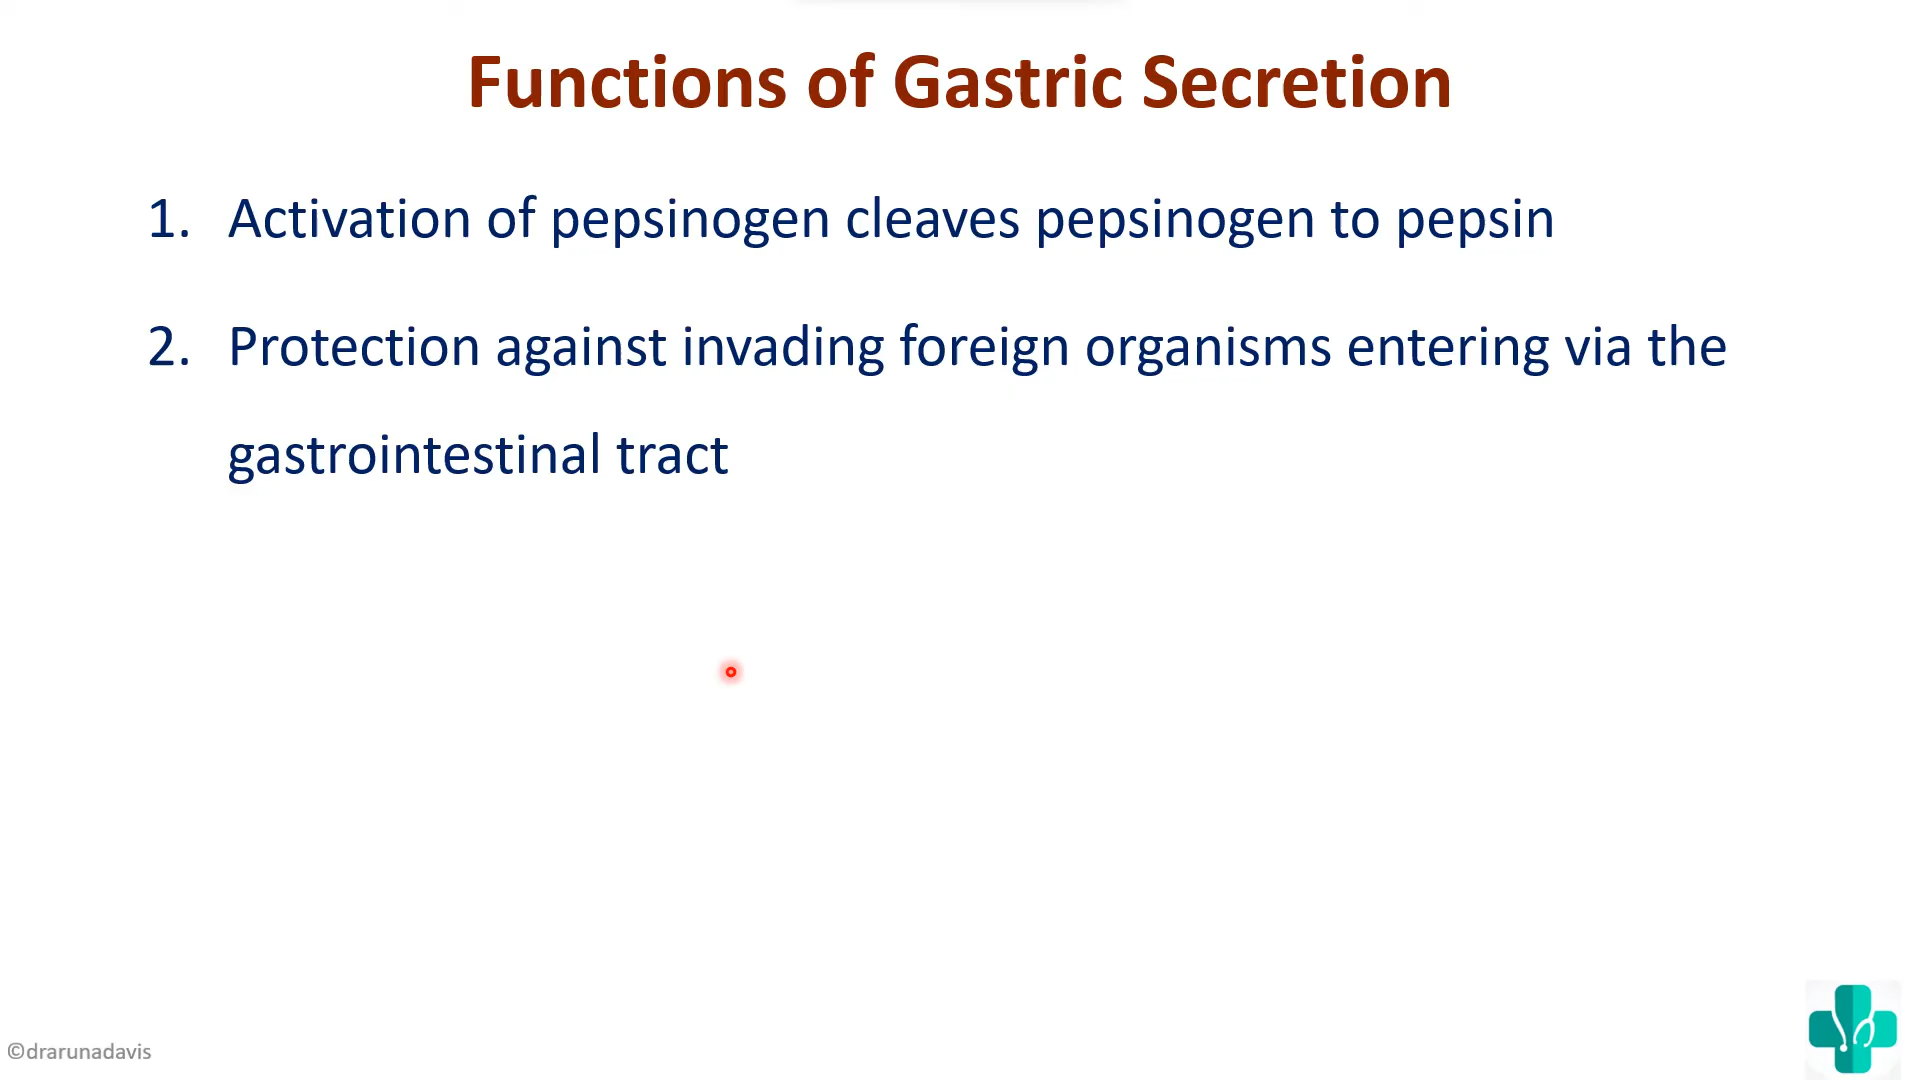 Functions of Gastric Secretion
1. Activation of pepsinogen cleaves pepsinogen to pepsin
2. Protection against invading foreign organisms entering via the
gastrointestinal tract
©drarunadavis